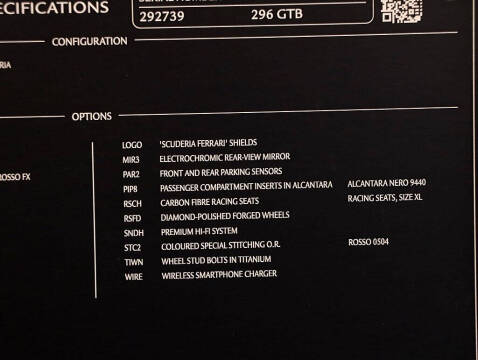 ECIFICATIONS
292739 296 GTB
CONFIGURATION
RIA
OPTIONS
LOGO 'SCUDERIA FERRARI' SHIELDS
MIR3 ELECTROCHROMIC REAR-VIEW MIRROR
PAR2 FRONT AND REAR PARKING SENSORS
ROSSO FX
PIP8 PASSENGER COMPARTMENT INSERTS IN ALCANTARA ALCANTARA NERO 9440
RSCH CARBON FIBRE RACING SEATS RACING SEATS, SIZE XL
RSFD DIAMOND-POLISHED FORGED WHEELS
SNDH PREMIUM HI-FI SYSTEM
STC2 COLOURED SPECIAL STITCHING O.R. ROSSO 0504
TIWN WHEEL STUD BOLTS IN TITANIUM
WIRE WIRELESS SMARTPHONE CHARGER